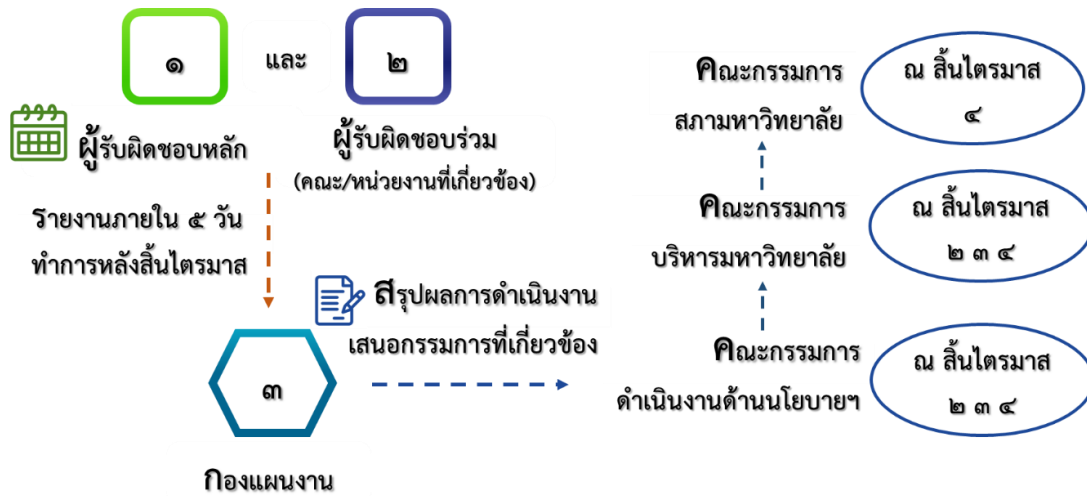 ๑ และ ๒
ผู้รับผิดชอบหลัก
ผู้รับผิดชอบร่วม
(คณะ/หน่วยงานที่เกี่ยวข้อง)
รายงานภายใน ๕ วัน
ทำการหลังสิ้นไตรมาส
สรุปผลการดำเนินงาน
เสนอกรรมการที่เกี่ยวข้อง
๓
กองแผนงาน
คณะกรรมการ
สภามหาวิทยาลัย
ณ สิ้นไตรมาส
๔
คณะกรรมการ
บริหารมหาวิทยาลัย
ณ สิ้นไตรมาส
๒ ๓ ๔
คณะกรรมการ
ดำเนินงานด้านนโยบายฯ
ณ สิ้นไตรมาส
๒ ๓ ๔